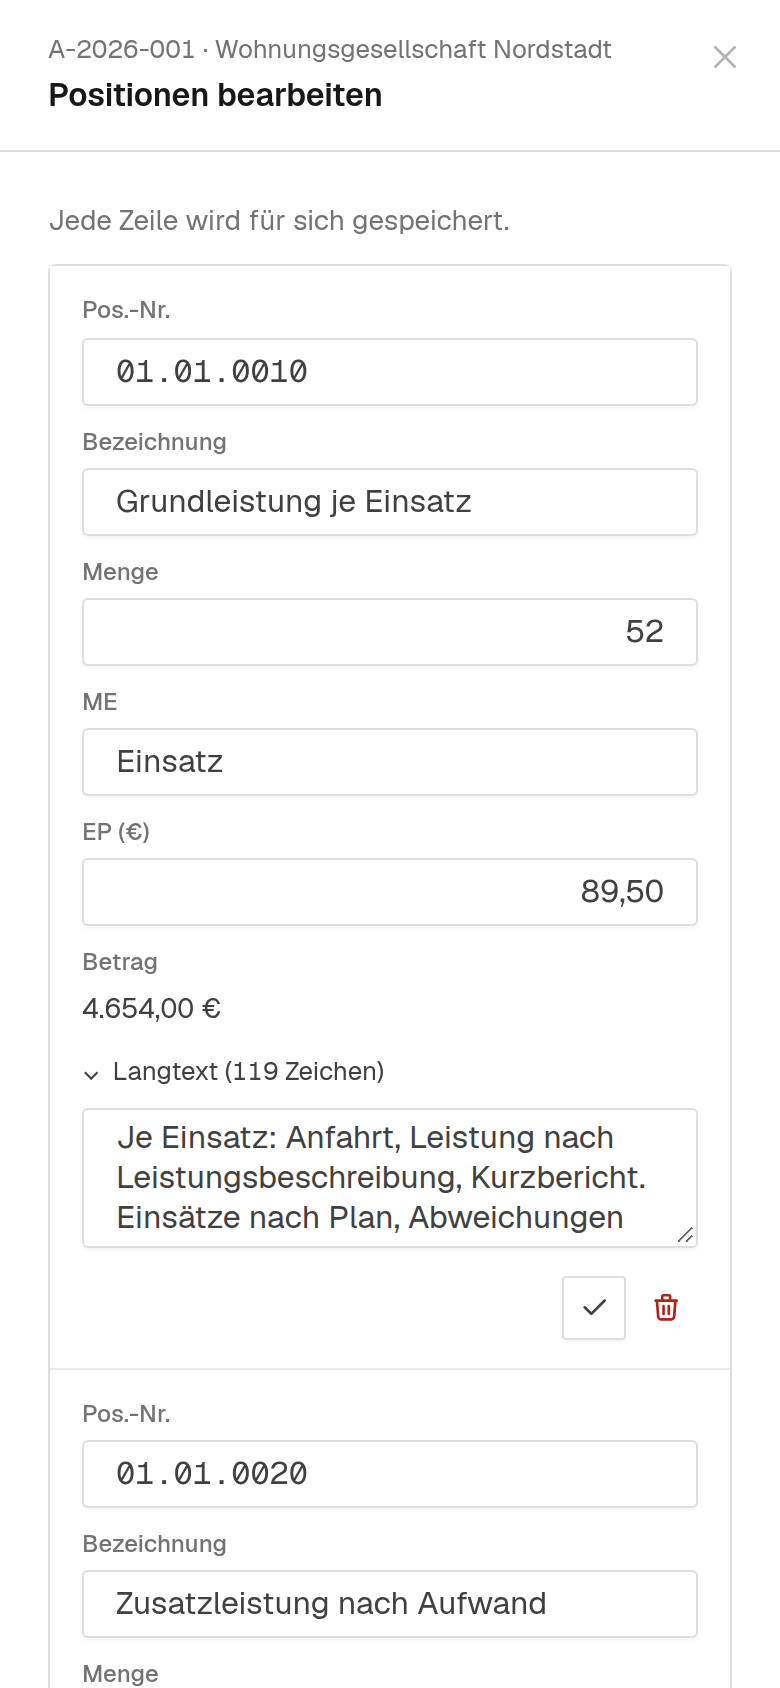 A-2026-001 · Wohnungsgesellschaft Nordstadt
Positionen bearbeiten
Jede Zeile wird für sich gespeichert.
Pos.-Nr.
01.01.0010
Bezeichnung
Grundleistung je Einsatz
Menge
52
ME
Einsatz
EP (€)
89,50
Betrag
4.654,00 €
Langtext (119 Zeichen)
Je Einsatz: Anfahrt, Leistung nach
Leistungsbeschreibung, Kurzbericht.
Einsätze nach Plan, Abweichungen
Pos.-Nr.
01.01.0020
Bezeichnung
Zusatzleistung nach Aufwand
Menge